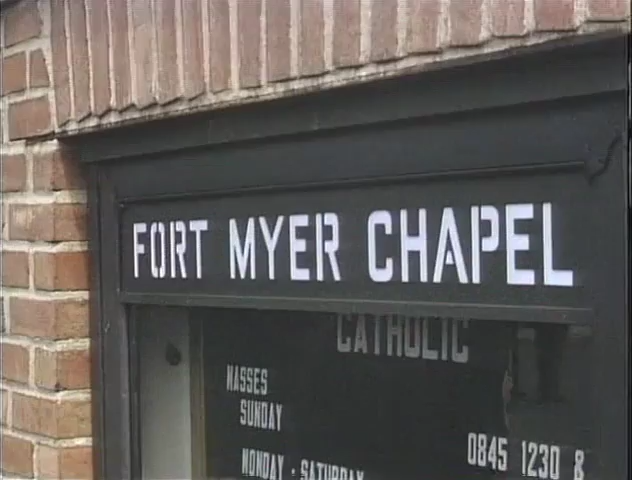 FORT MYER CHAPEL
CATHOLIC
MASSES
SUNDAY
0845 1230 &
MONDAY - SATURDAY